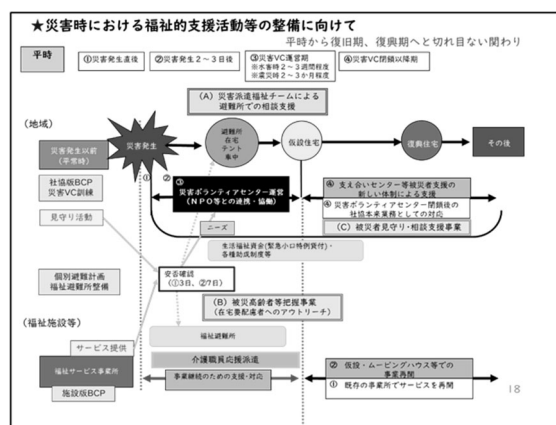 ★災害時における福祉的支援活動等の整備に向けて
平時から復旧期、復興期へと切れ目ない関わり
平時
①災害発生直後
②災害発生２～３日後
③災害VC運営期
※水害時２～３週間程度
※震災時２～３か月程度
④災害VC閉鎖以降期
(A) 災害派遣福祉チームによる
避難所での相談支援
(地域)
災害発生以前
(平常時)
災害発生
避難所
在宅
テント
車中
仮設住宅
復興住宅
その後
社協版BCP
災害VC訓練
① ②
③
災害ボランティアセンター運営
(NPO等との連携・協働)
④ 支え合いセンター等被災者支援の
新しい体制による支援
④ 災害ボランティアセンター閉鎖後の
社協本来業務としての対応
(C) 被災者見守り・相談支援事業
見守り活動
ニーズ
生活福祉資金(緊急小口特例貸付)・
各種助成制度等
個別避難計画
福祉避難所整備
安否確認
(①3日、②7日)
(B) 被災高齢者等把握事業
(在宅要配慮者へのアウトリーチ)
(福祉施設等)
福祉避難所
サービス提供
福祉サービス事業所
施設版BCP
介護職員応援派遣
事業継続のための支援・対応
② 仮設・ムービングハウス等での
事業再開
① 既存の事業所でサービスを再開
18